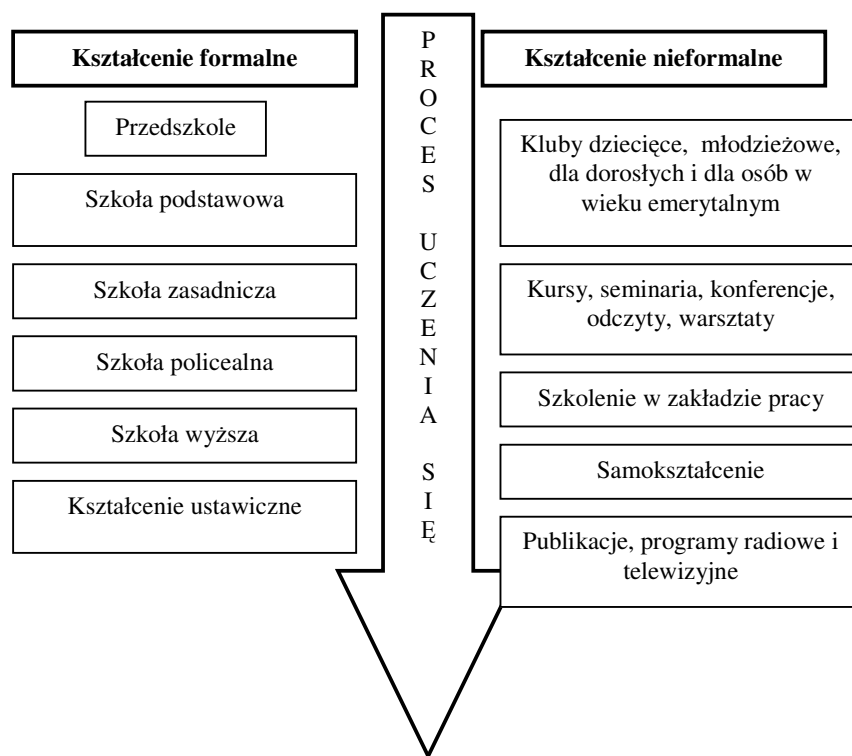 Kształcenie formalne
Przedszkole
Szkoła podstawowa
Szkoła zasadnicza
Szkoła policealna
Szkoła wyższa
Kształcenie ustawiczne
P
R
O
C
E
S
U
C
Z
E
N
I
A
S
I
Ę
Kształcenie nieformalne
Kluby dziecięce, młodzieżowe,
dla dorosłych i dla osób w
wieku emerytalnym
Kursy, seminaria, konferencje,
odczyty, warsztaty
Szkolenie w zakładzie pracy
Samokształcenie
Publikacje, programy radiowe i
telewizyjne